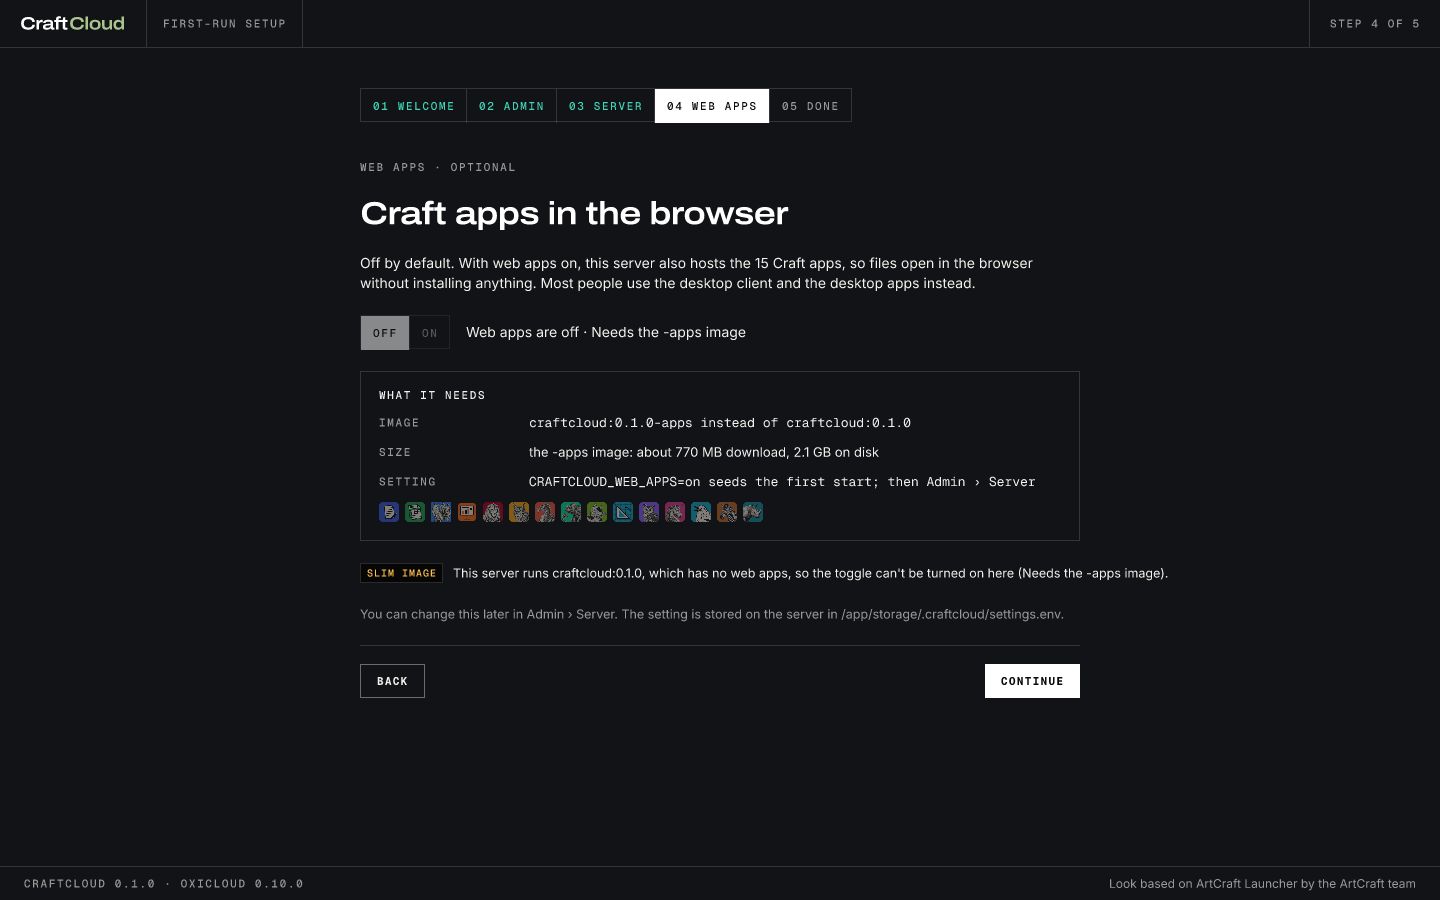 CraftCloud
FIRST-RUN SETUP
STEP 4 OF 5
01 WELCOME
02 ADMIN
03 SERVER
04 WEB APPS
05 DONE
WEB APPS · OPTIONAL
Craft apps in the browser
Off by default. With web apps on, this server also hosts the 15 Craft apps, so files open in the browser
without installing anything. Most people use the desktop client and the desktop apps instead.
OFF
ON
Web apps are off · Needs the -apps image
WHAT IT NEEDS
IMAGE
craftcloud:0.1.0-apps instead of craftcloud:0.1.0
SIZE
the -apps image: about 770 MB download, 2.1 GB on disk
SETTING
CRAFTCLOUD_WEB_APPS=on seeds the first start; then Admin › Server
SLIM IMAGE
This server runs craftcloud:0.1.0, which has no web apps, so the toggle can't be turned on here (Needs the -apps image).
You can change this later in Admin › Server. The setting is stored on the server in /app/storage/.craftcloud/settings.env.
BACK
CONTINUE
CRAFTCLOUD 0.1.0 · OXICLOUD 0.10.0
Look based on ArtCraft Launcher by the ArtCraft team